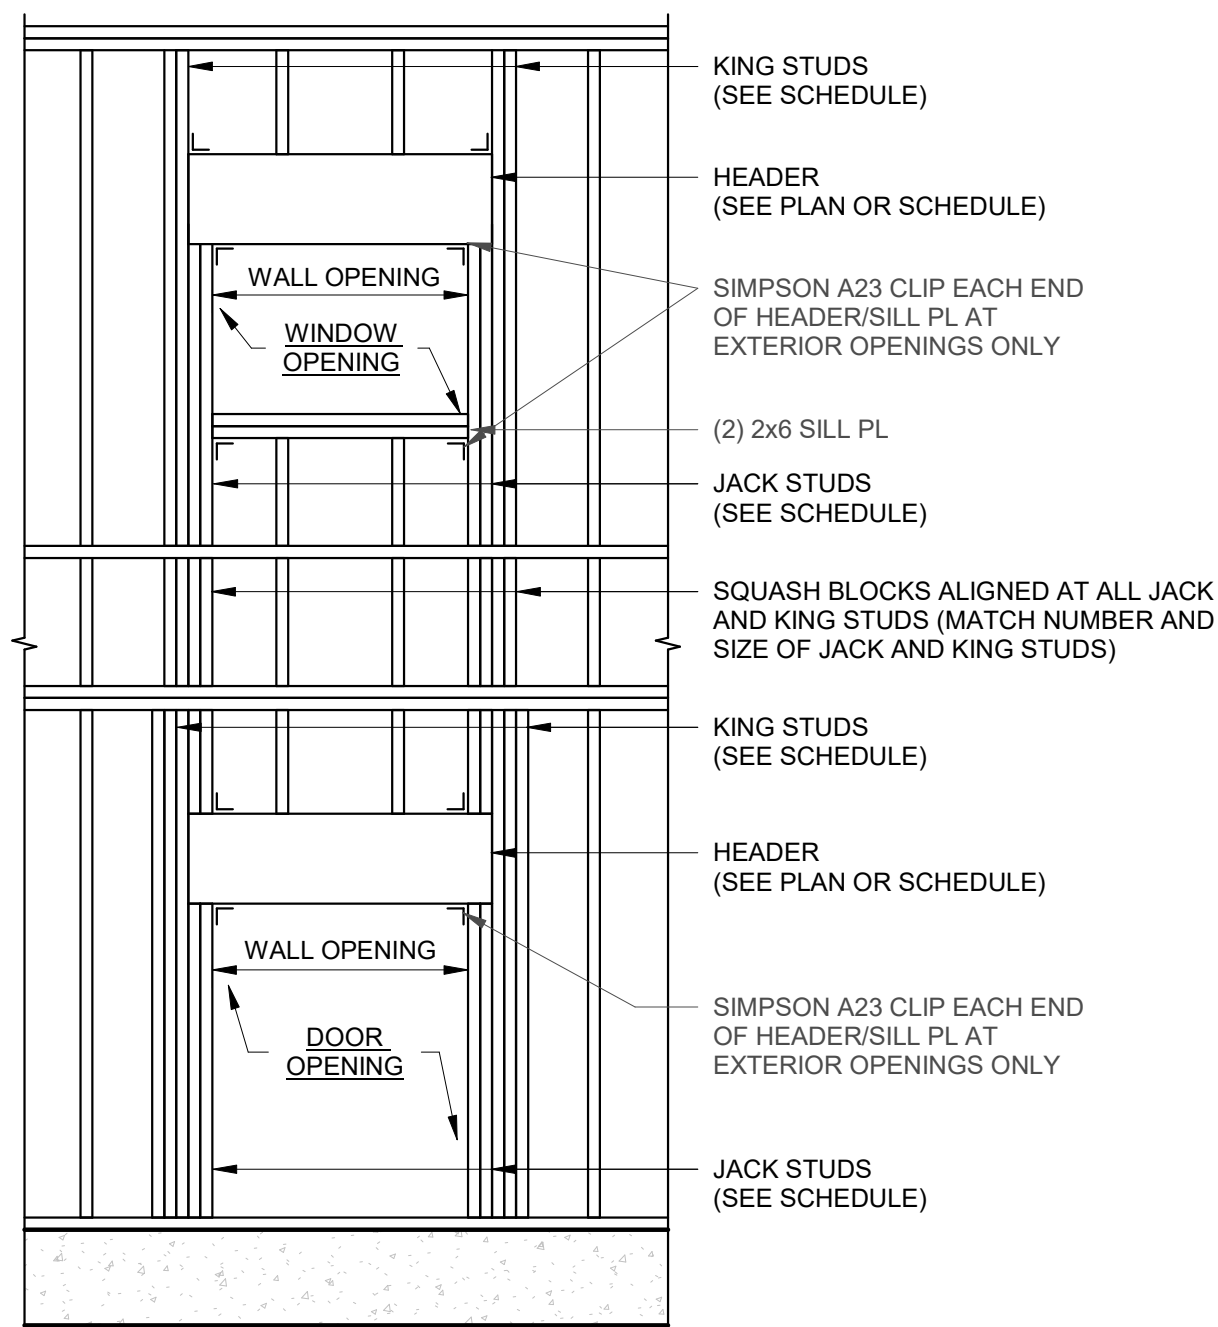 KING STUDS
(SEE SCHEDULE)
HEADER
(SEE PLAN OR SCHEDULE)
WALL OPENING
WINDOW
OPENING
SIMPSON A23 CLIP EACH END
OF HEADER/SILL PL AT
EXTERIOR OPENINGS ONLY
(2) 2x6 SILL PL
JACK STUDS
(SEE SCHEDULE)
SQUASH BLOCKS ALIGNED AT ALL JACK
AND KING STUDS (MATCH NUMBER AND
SIZE OF JACK AND KING STUDS)
KING STUDS
(SEE SCHEDULE)
HEADER
(SEE PLAN OR SCHEDULE)
WALL OPENING
DOOR
OPENING
SIMPSON A23 CLIP EACH END
OF HEADER/SILL PL AT
EXTERIOR OPENINGS ONLY
JACK STUDS
(SEE SCHEDULE)